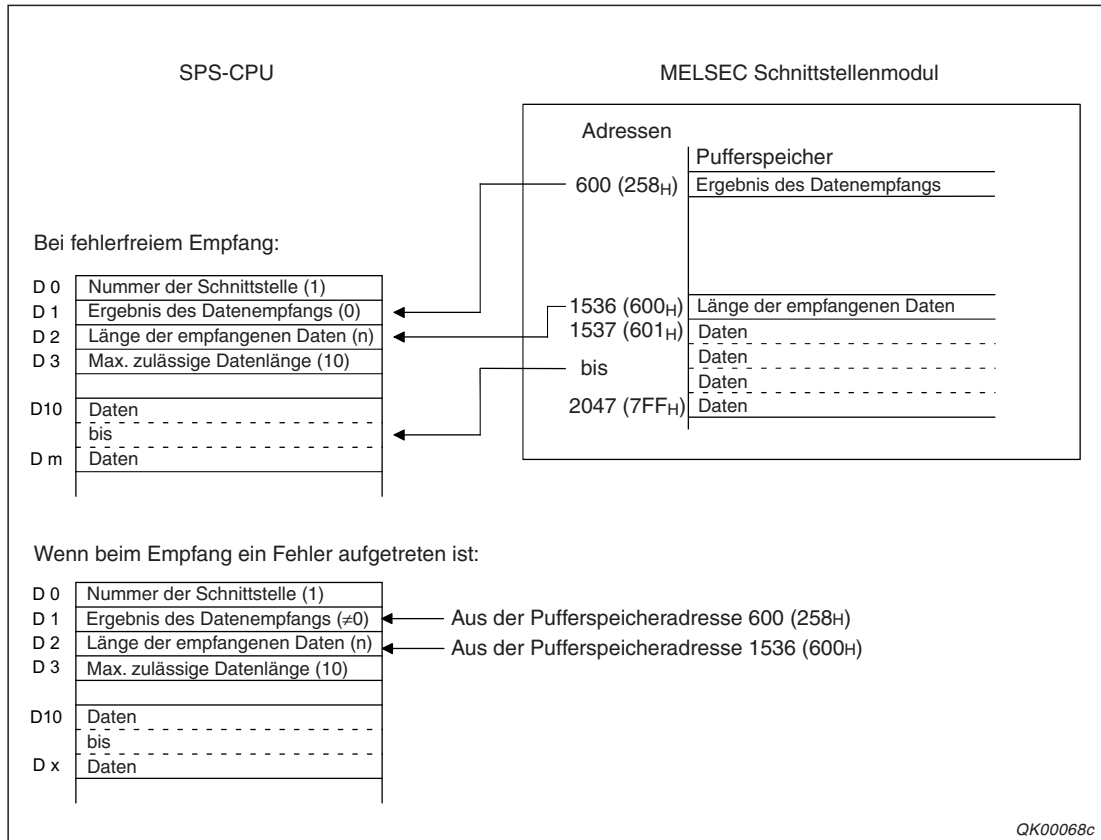 SPS-CPU
MELSEC Schnittstellenmodul
Adressen
Pufferspeicher
600 (258H)
Ergebnis des Datenempfangs
Bei fehlerfreiem Empfang:
D 0 Nummer der Schnittstelle (1)
D 1 Ergebnis des Datenempfangs (0)
D 2 Länge der empfangenen Daten (n)
D 3 Max. zulässige Datenlänge (10)
D10 Daten
bis
D m Daten
1536 (600H) Länge der empfangenen Daten
1537 (601H) Daten
Daten
bis
Daten
2047 (7FFH) Daten
Wenn beim Empfang ein Fehler aufgetreten ist:
D 0 Nummer der Schnittstelle (1)
D 1 Ergebnis des Datenempfangs (≠0)
Aus der Pufferspeicheradresse 600 (258H)
D 2 Länge der empfangenen Daten (n)
Aus der Pufferspeicheradresse 1536 (600H)
D 3 Max. zulässige Datenlänge (10)
D10 Daten
bis
D x Daten
QK00068c